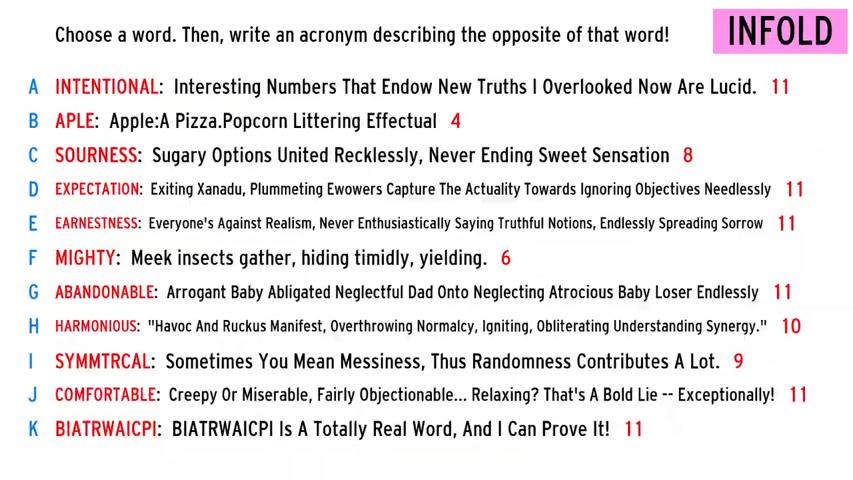 Choose a word. Then, write an acronym describing the opposite of that word!
INFOLD
A INTENTIONAL: Interesting Numbers That Endow New Truths I Overlooked Now Are Lucid. 11
B APLE: Apple:A Pizza.Popcorn Littering Effectual 4
C SOURNESS: Sugary Options United Recklessly, Never Ending Sweet Sensation 8
D EXPECTATION: Exiting Xanadu, Plummeting Ewowers Capture The Actuality Towards Ignoring Objectives Needlessly 11
E EARNESTNESS: Everyone's Against Realism, Never Enthusiastically Saying Truthful Notions, Endlessly Spreading Sorrow 11
F MIGHTY: Meek insects gather, hiding timidly, yielding. 6
G ABANDONABLE: Arrogant Baby Abligated Neglectful Dad Onto Neglecting Atrocious Baby Loser Endlessly 11
H HARMONIOUS: "Havoc And Ruckus Manifest, Overthrowing Normalcy, Igniting, Obliterating Understanding Synergy." 10
I SYMMTRCAL: Sometimes You Mean Messiness, Thus Randomness Contributes A Lot. 9
J COMFORTABLE: Creepy Or Miserable, Fairly Objectionable... Relaxing? That's A Bold Lie -- Exceptionally! 11
K BIATRWAICPI: BIATRWAICPI Is A Totally Real Word, And I Can Prove It! 11